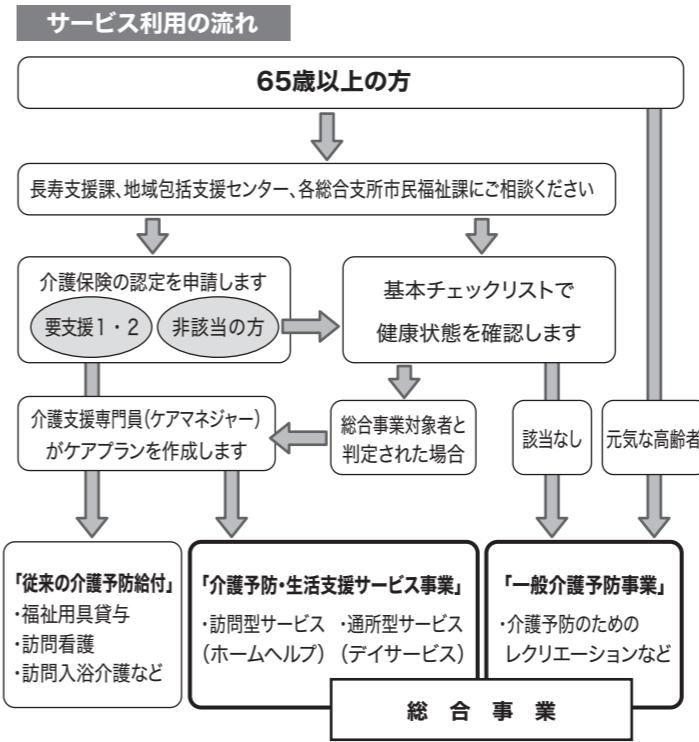 サービス利用の流れ
65歳以上の方
長寿支援課、地域包括支援センター、各総合支所市民福祉課にご相談ください
介護保険の認定を申請します
要支援1・2
非該当の方
基本チェックリストで
健康状態を確認します
介護支援専門員(ケアマネジャー)
がケアプランを作成します
総合事業対象者と
判定された場合
該当なし
元気な高齢者
「従来の介護予防給付」
・福祉用具貸与
・訪問看護
・訪問入浴介護など
「介護予防・生活支援サービス事業」
・訪問型サービス ・通所型サービス
(ホームヘルプ) (デイサービス)
「一般介護予防事業」
・介護予防のための
レクリエーションなど
総合事業